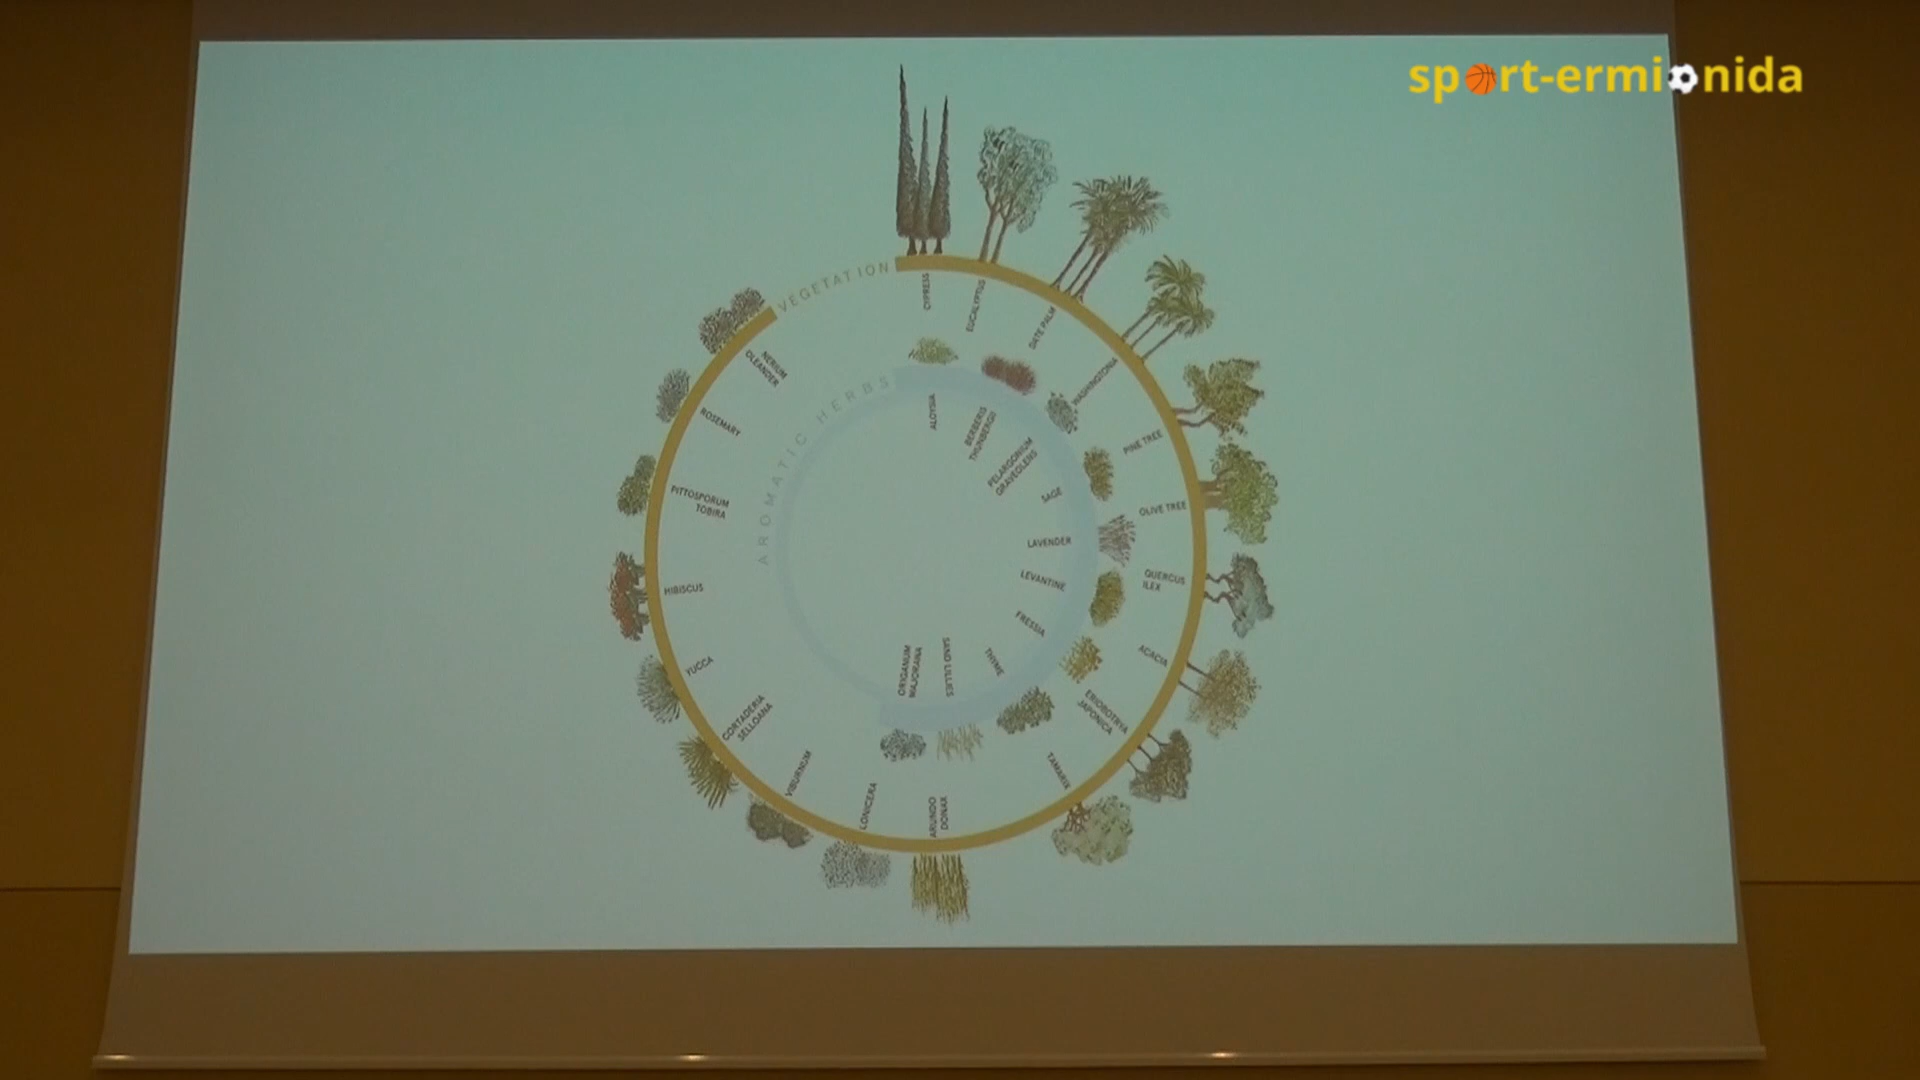 sport-ermionida
VEGETATION
CYPRESS
EUCALYPTUS
DATE PALM
WASHINGTONIA
PINE TREE
OLIVE TREE
QUERCUS
ILEX
ACACIA
ERIOBOTRYA
JAPONICA
TAMARIX
ARUNDO
DONAX
LONICERA
VIBURNUM
CORTADERIA
SELLOANA
YUCCA
HIBISCUS
PITTOSPORUM
TOBIRA
ROSEMARY
NERIUM
OLEANDER
AROMATIC HERBS
ALOYSIA
BERBERIS
THUNBERGII
PELARGONIUM
GRAVEOLENS
SAGE
LAVENDER
LEVANTINE
FRESSIA
THYME
SAND LILLIES
ORIGANUM
MAJORANA